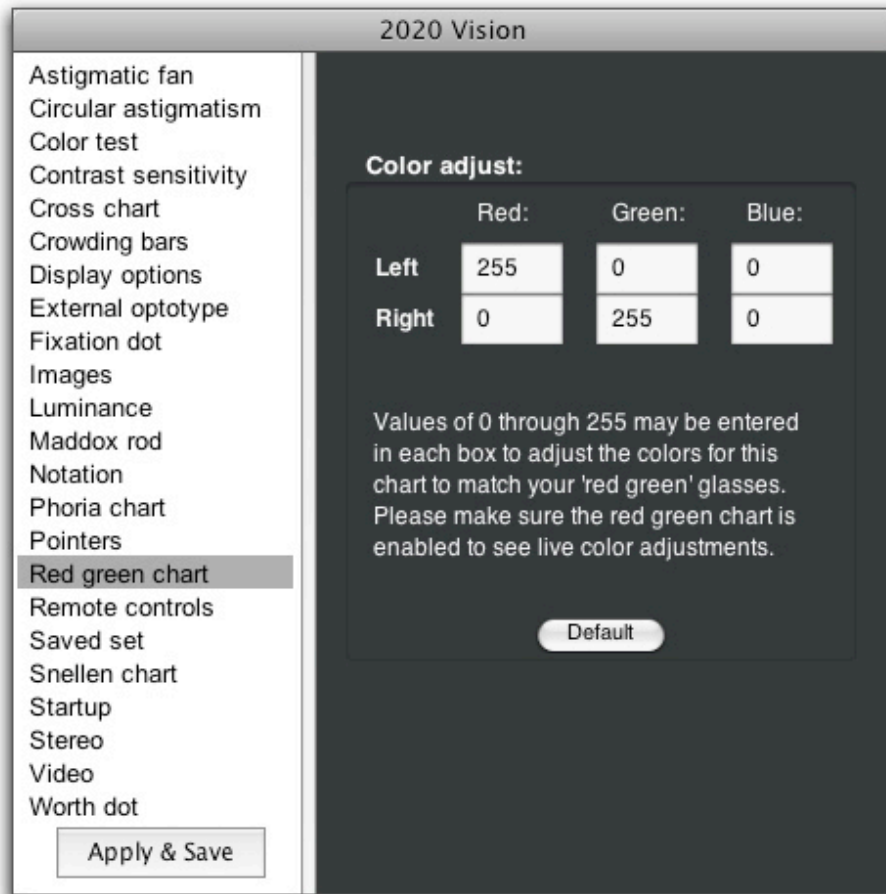 2020 Vision
Astigmatic fan
Circular astigmatism
Color test
Contrast sensitivity
Cross chart
Crowding bars
Display options
External optotype
Fixation dot
Images
Luminance
Maddox rod
Notation
Phoria chart
Pointers
Red green chart
Remote controls
Saved set
Snellen chart
Startup
Stereo
Video
Worth dot
Apply & Save
Color adjust:
Red: Green: Blue:
Left 255 0 0
Right 0 255 0
Values of 0 through 255 may be entered
in each box to adjust the colors for this
chart to match your 'red green' glasses.
Please make sure the red green chart is
enabled to see live color adjustments.
Default